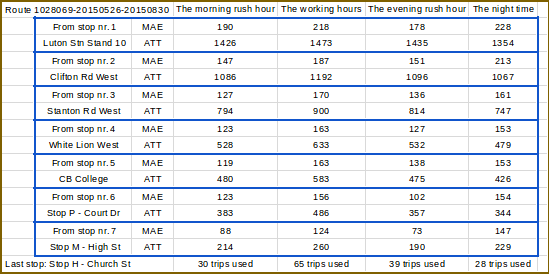 Route 1028069-20150526-20150830 The morning rush hour The working hours The evening rush hour The night time
From stop nr. 1 MAE 190 218 178 228
Luton Stn Stand 10 ATT 1426 1473 1435 1354
From stop nr. 2 MAE 147 187 151 213
Clifton Rd West ATT 1086 1192 1096 1067
From stop nr. 3 MAE 127 170 136 161
Stanton Rd West ATT 794 900 814 747
From stop nr. 4 MAE 123 163 127 153
White Lion West ATT 528 633 532 479
From stop nr. 5 MAE 119 163 138 153
CB College ATT 480 583 475 426
From stop nr. 6 MAE 123 156 102 154
Stop P - Court Dr ATT 383 486 357 344
From stop nr. 7 MAE 88 124 73 147
Stop M - High St ATT 214 260 190 229
Last stop: Stop H - Church St 30 trips used 65 trips used 39 trips used 28 trips used